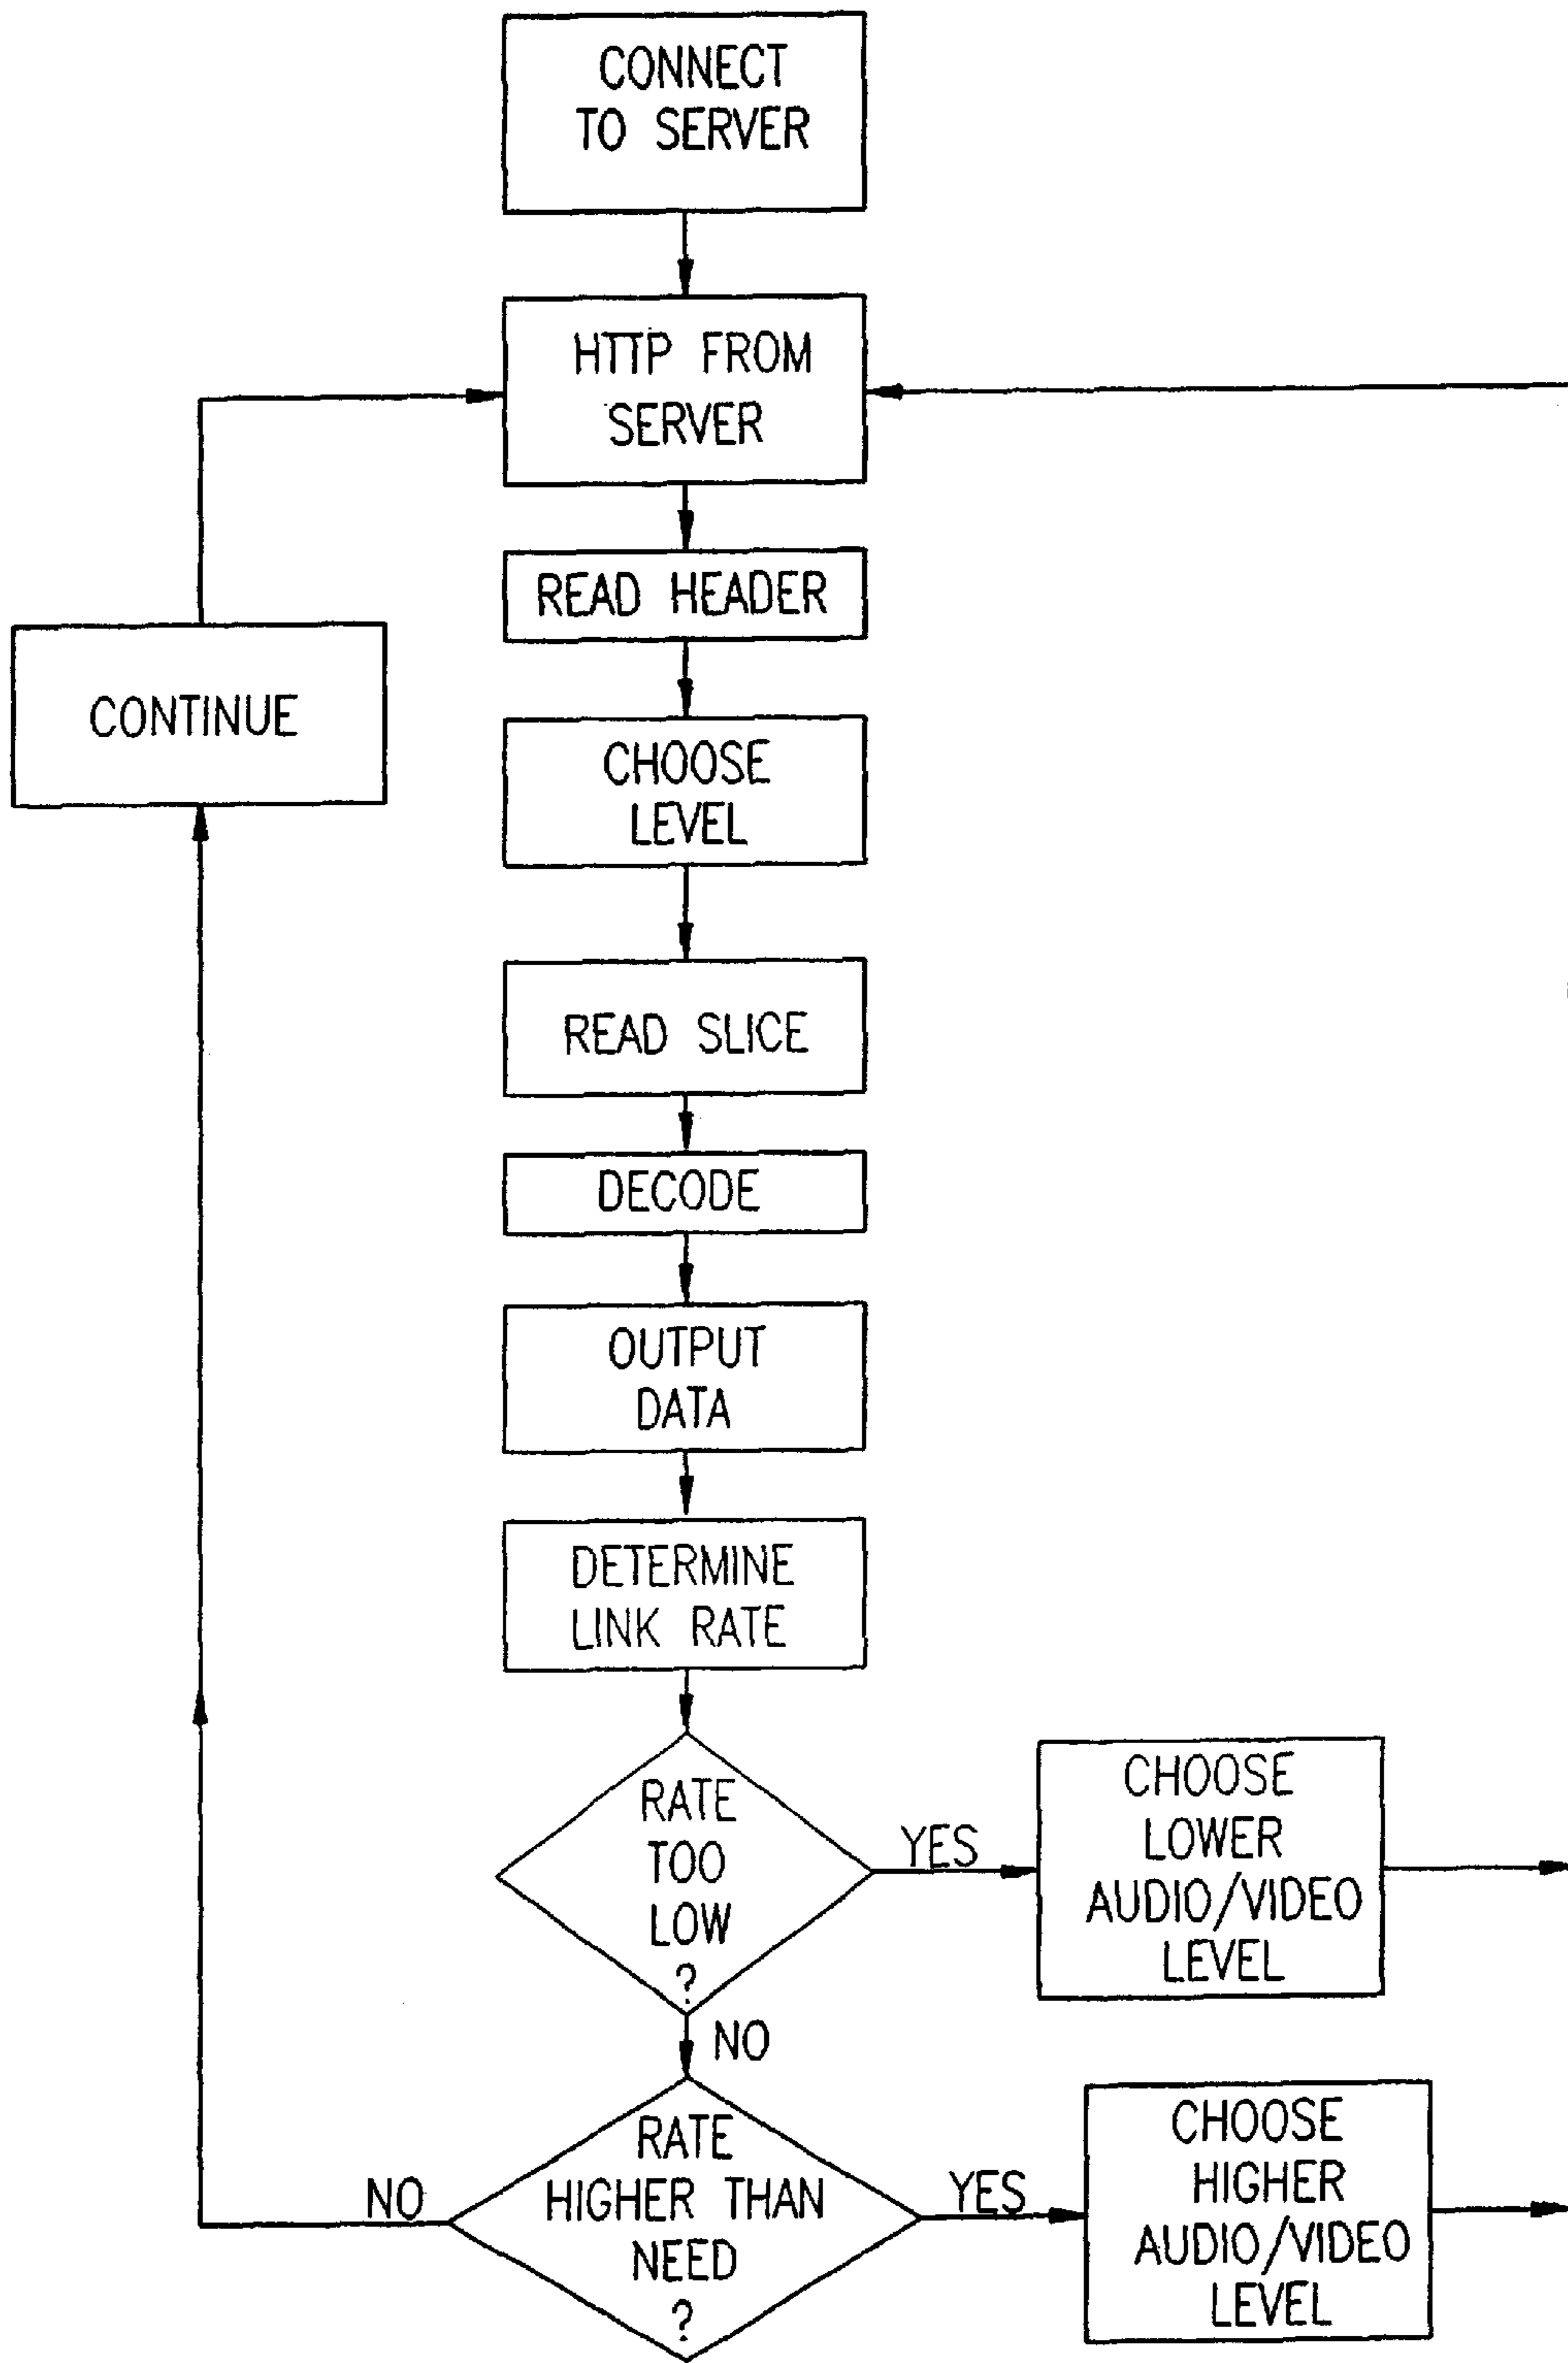 CONNECT
TO SERVER
HTTP FROM
SERVER
READ HEADER
CONTINUE
CHOOSE
LEVEL
READ SLICE
DECODE
OUTPUT
DATA
DETERMINE
LINK RATE
RATE
TOO
LOW
?
YES
CHOOSE
LOWER
AUDIO/VIDEO
LEVEL
NO
RATE
HIGHER THAN
NEED
?
NO
YES
CHOOSE
HIGHER
AUDIO/VIDEO
LEVEL